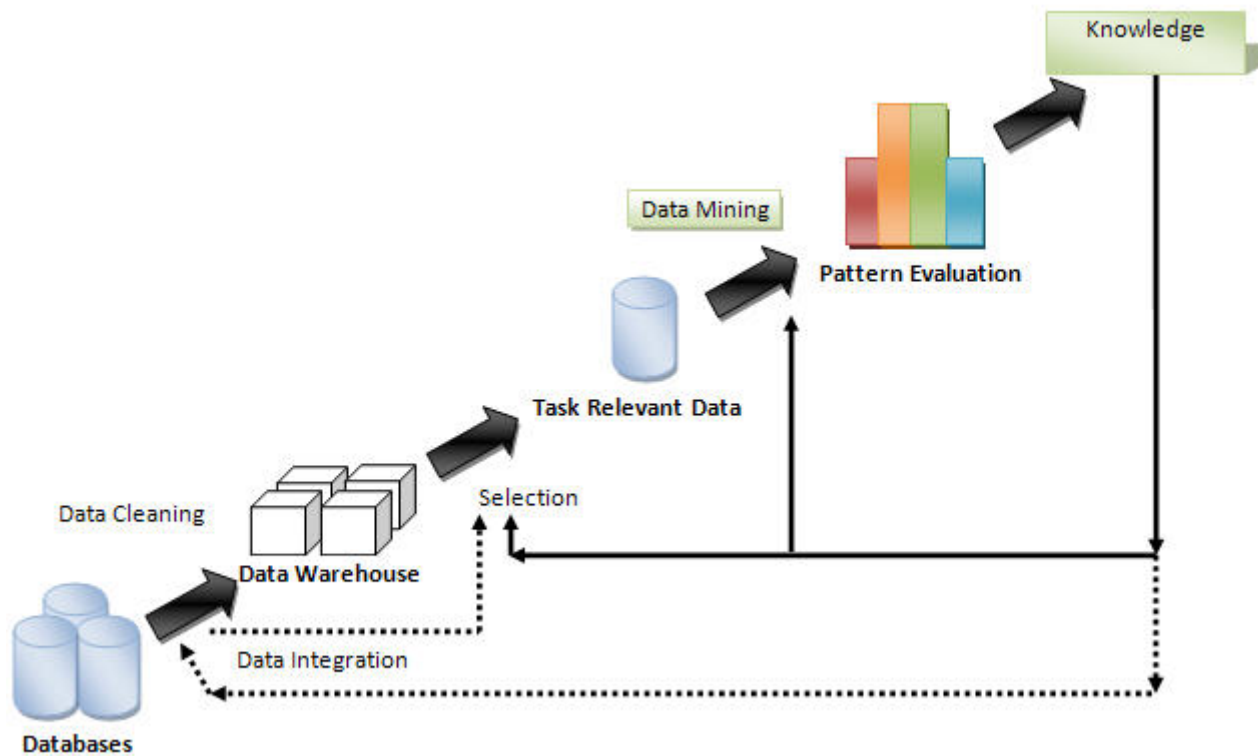 Knowledge
Data Mining
Pattern Evaluation
Task Relevant Data
Selection
Data Cleaning
Data Warehouse
Data Integration
Databases